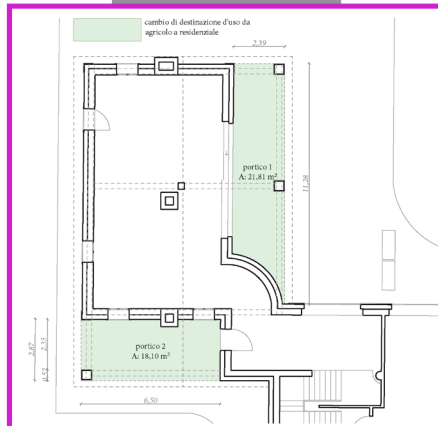 cambio di destinazione d'uso da
agricolo a residenziale
2,39
portico 1
A: 21.81 m²
11,28
portico 2
A: 18,10 m²
2,87
2,35
0,52
6,50